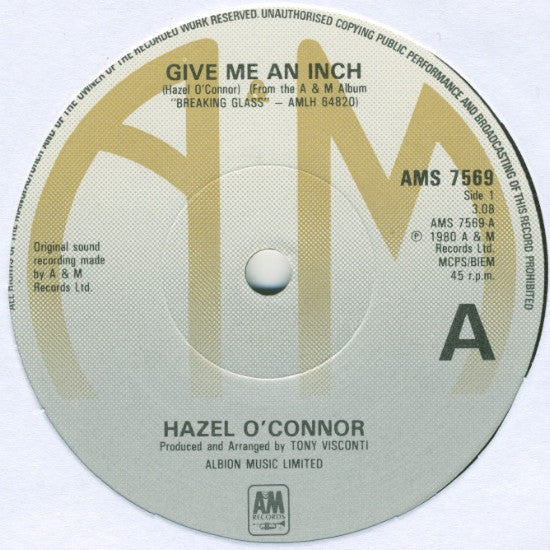 ALL RIGHTS OF THE MANUFACTURER AND OF THE OWNER OF THE RECORDED WORK RESERVED. UNAUTHORISED COPYING PUBLIC PERFORMANCE AND BROADCASTING OF THIS RECORD PROHIBITED
GIVE ME AN INCH
(Hazel O'Connor) (From the A & M Album
"BREAKING GLASS" – AMLH 64820)
AMS 7569
Side 1
3.08
AMS 7569-A
℗ 1980 A & M
Records Ltd.
MCPS/BIEM
45 r.p.m.
Original sound
recording made
by A & M
Records Ltd.
A
HAZEL O'CONNOR
Produced and Arranged by TONY VISCONTI
ALBION MUSIC LIMITED
A&M
RECORDS